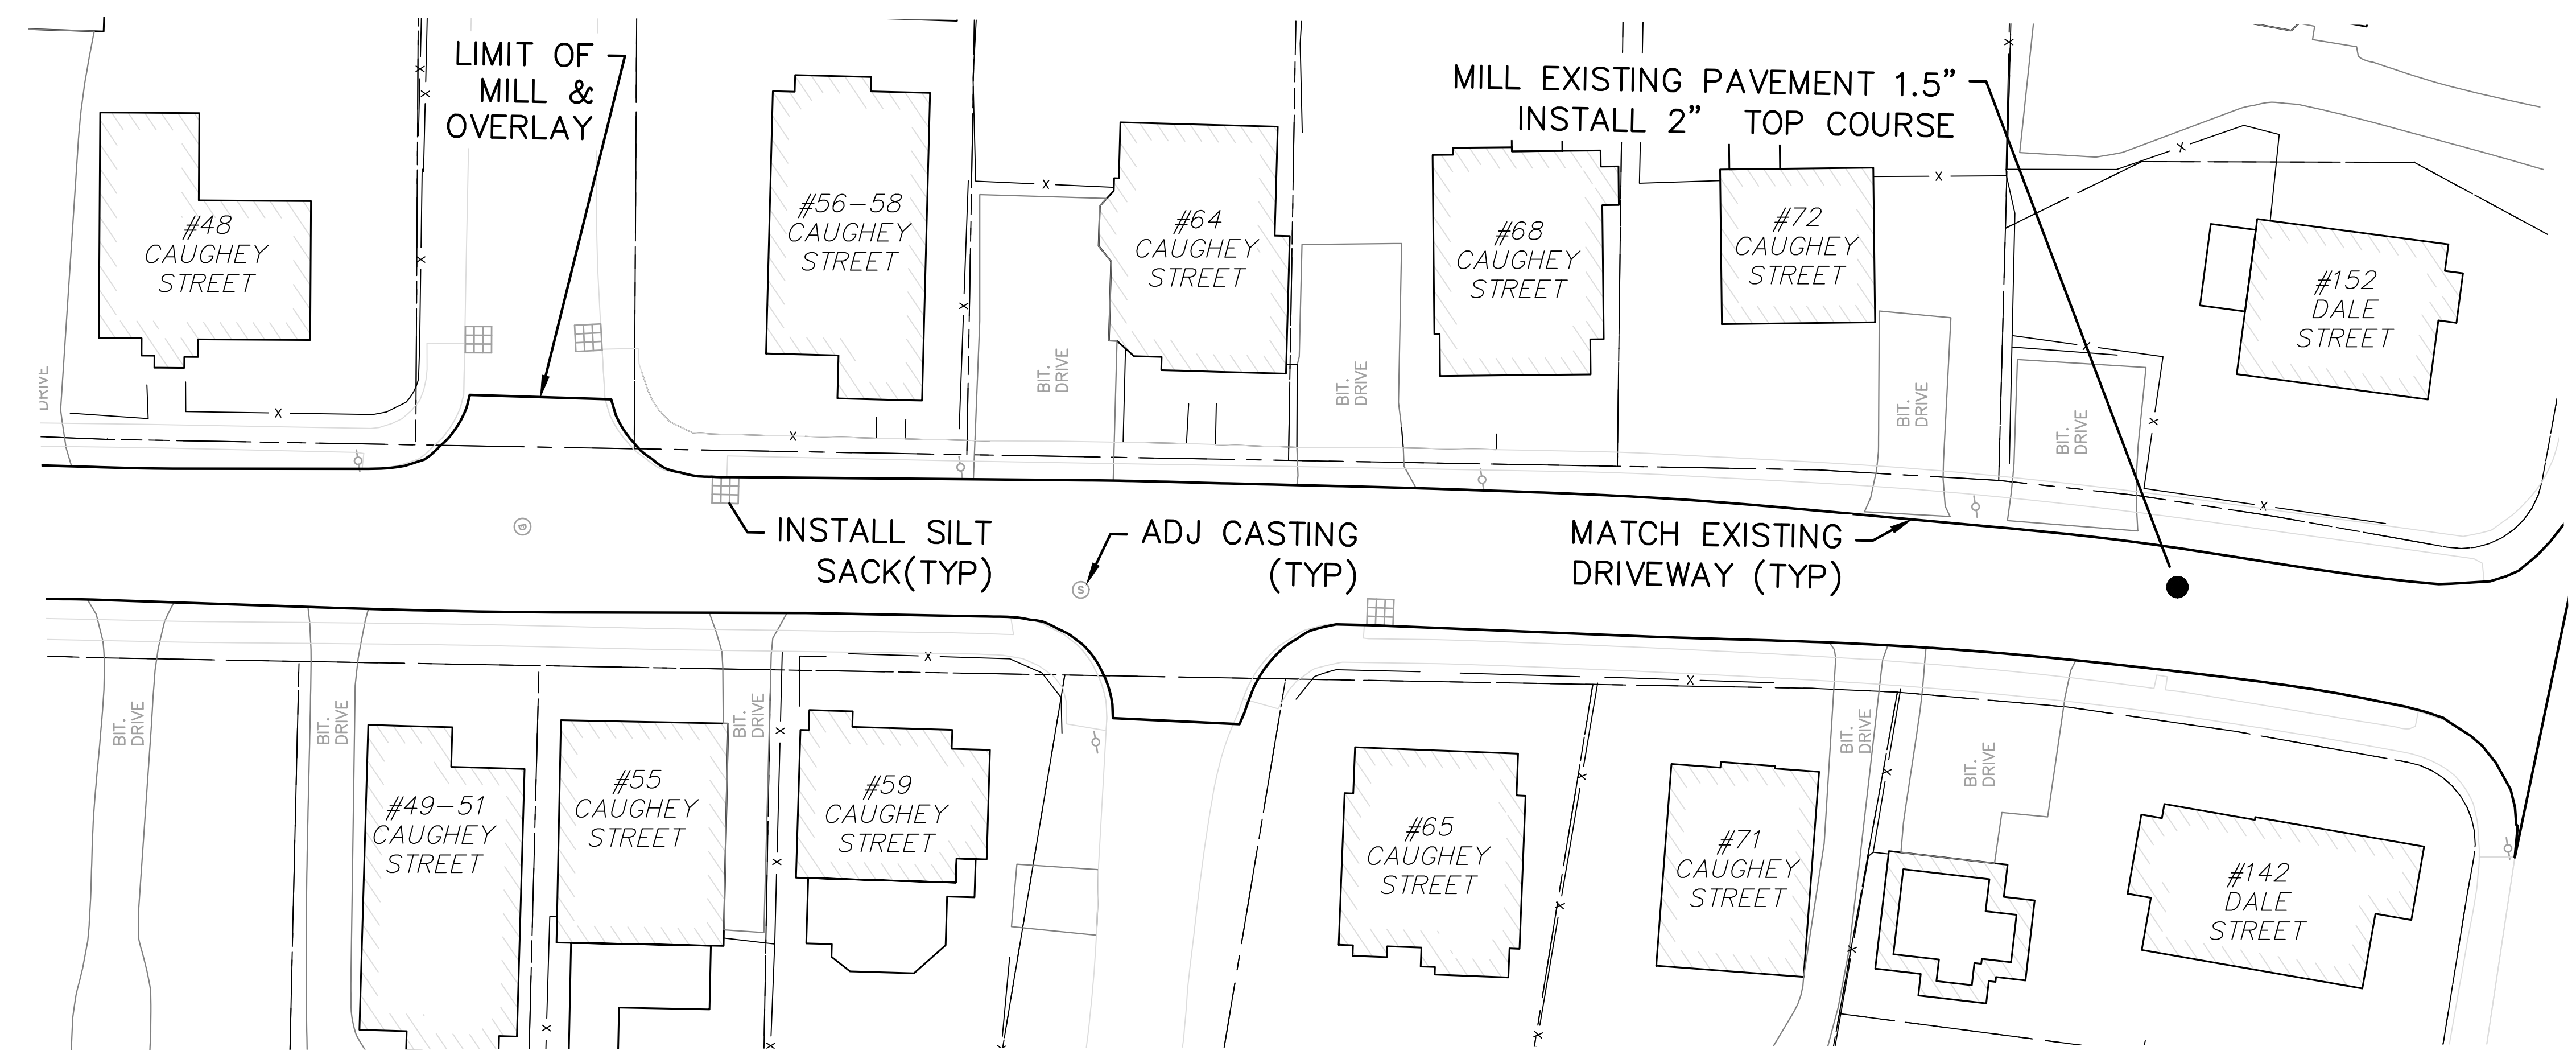 LIMIT OF
MILL &
OVERLAY
MILL EXISTING PAVEMENT 1.5”
INSTALL 2” TOP COURSE
#48
CAUGHEY
STREET
#56-58
CAUGHEY
STREET
#64
CAUGHEY
STREET
#68
CAUGHEY
STREET
#72
CAUGHEY
STREET
#152
DALE
STREET
DRIVE
BIT.
DRIVE
BIT.
DRIVE
BIT.
DRIVE
BIT.
DRIVE
INSTALL SILT
SACK(TYP)
ADJ CASTING
(TYP)
MATCH EXISTING
DRIVEWAY (TYP)
D
S
BIT.
DRIVE
BIT.
DRIVE
BIT.
DRIVE
BIT.
DRIVE
BIT.
DRIVE
#49-51
CAUGHEY
STREET
#55
CAUGHEY
STREET
#59
CAUGHEY
STREET
#65
CAUGHEY
STREET
#71
CAUGHEY
STREET
#142
DALE
STREET